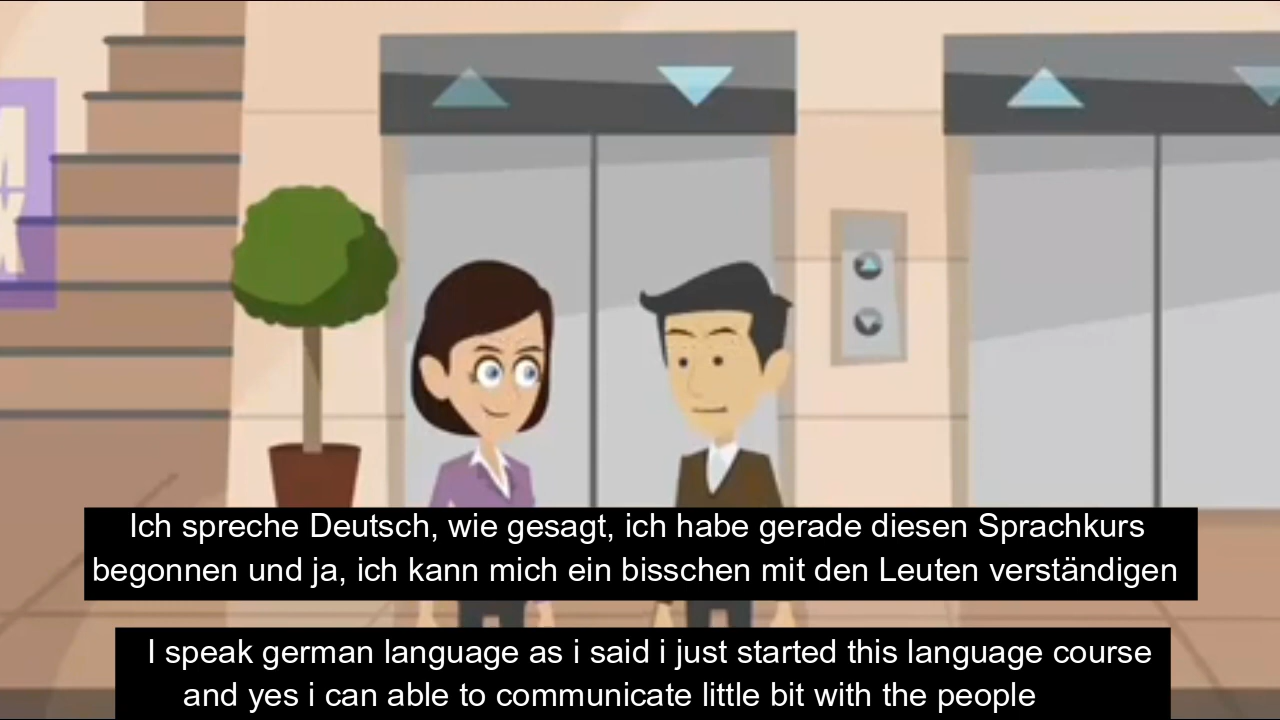 Ich spreche Deutsch, wie gesagt, ich habe gerade diesen Sprachkurs
begonnen und ja, ich kann mich ein bisschen mit den Leuten verständigen
I speak german language as i said i just started this language course
and yes i can able to communicate little bit with the people